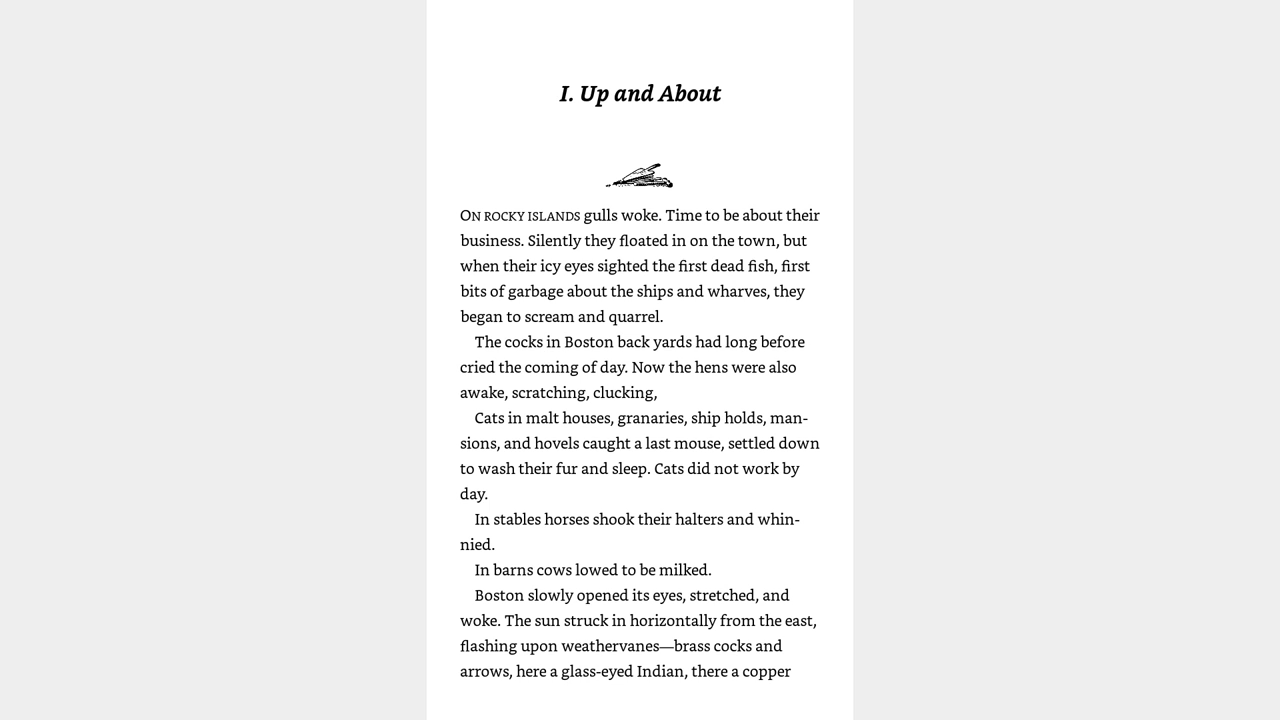 I. Up and About
ON ROCKY ISLANDS gulls woke. Time to be about their
business. Silently they floated in on the town, but
when their icy eyes sighted the first dead fish, first
bits of garbage about the ships and wharves, they
began to scream and quarrel.
The cocks in Boston back yards had long before
cried the coming of day. Now the hens were also
awake, scratching, clucking,
Cats in malt houses, granaries, ship holds, man-
sions, and hovels caught a last mouse, settled down
to wash their fur and sleep. Cats did not work by
day.
In stables horses shook their halters and whin-
nied.
In barns cows lowed to be milked.
Boston slowly opened its eyes, stretched, and
woke. The sun struck in horizontally from the east,
flashing upon weathervanes—brass cocks and
arrows, here a glass-eyed Indian, there a copper